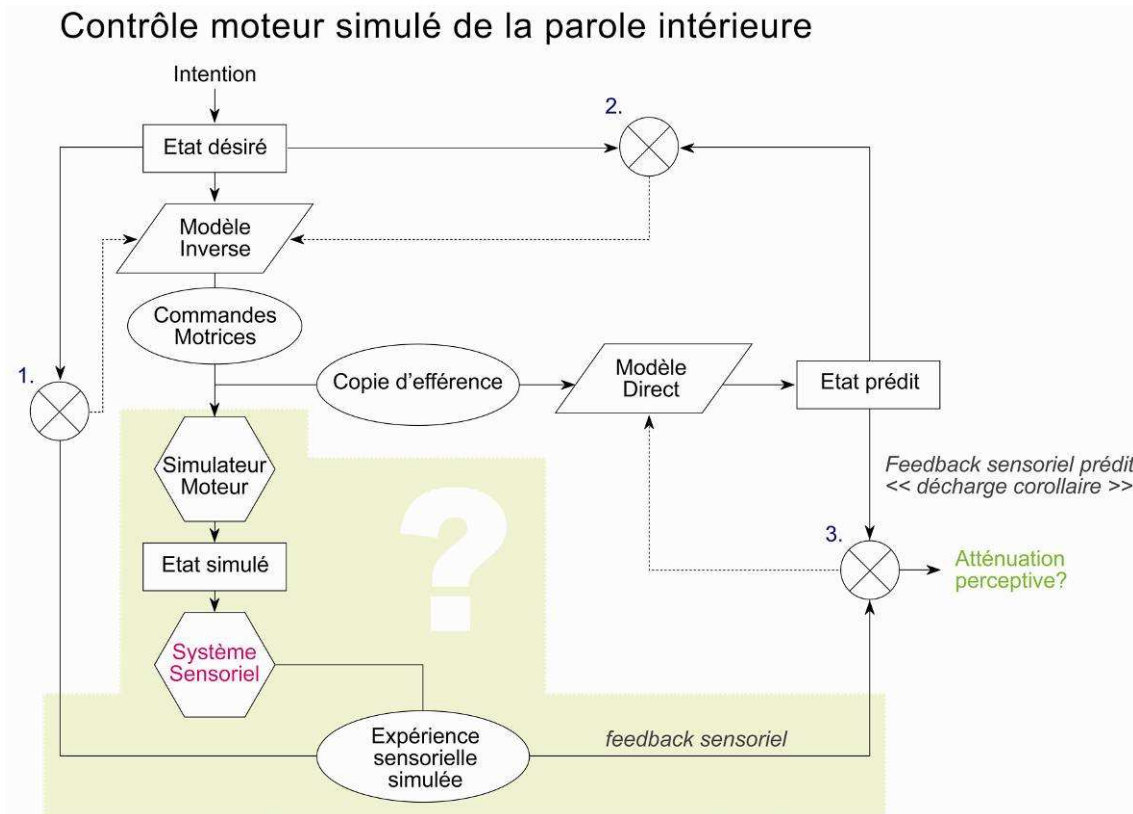 Contrôle moteur simulé de la parole intérieure
Intention
2.
Etat désiré
Modèle
Inverse
Commandes
Motrices
1.
Copie d'efférence
Modèle
Direct
Etat prédit
Simulateur
Moteur
Feedback sensoriel prédit
<< décharge corollaire >>
?
3.
Etat simulé
Atténuation
perceptive?
Système
Sensoriel
Expérience
sensorielle
simulée
feedback sensoriel